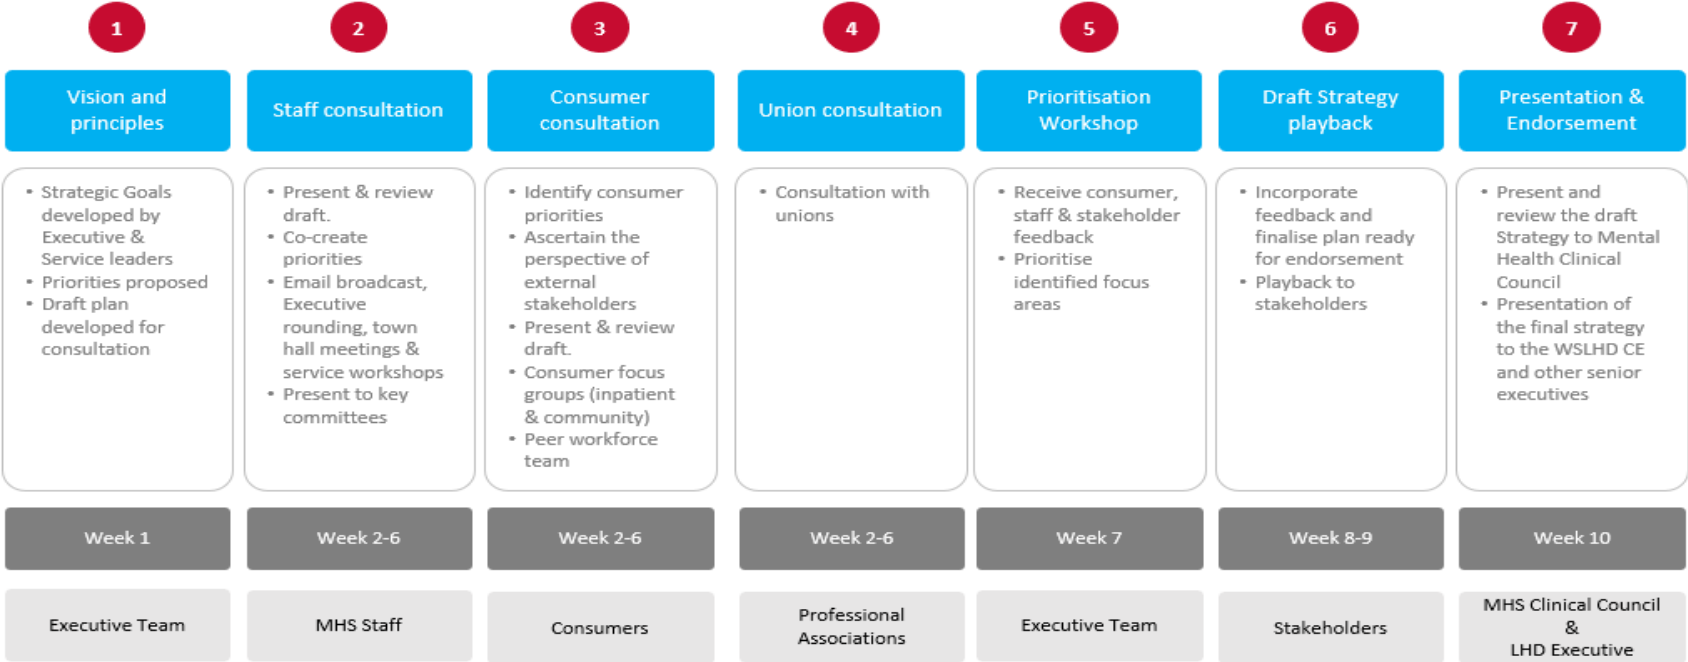 1
2
3
4
5
6
7
Vision and
principles
Staff consultation
Consumer
consultation
Union consultation
Prioritisation
Workshop
Draft Strategy
playback
Presentation &
Endorsement
• Strategic Goals
developed by
Executive &
Service leaders
• Priorities proposed
• Draft plan
developed for
consultation
• Present & review
draft.
• Co-create
priorities
• Email broadcast,
Executive
rounding, town
hall meetings &
service workshops
• Present to key
committees
• Identify consumer
priorities
• Ascertain the
perspective of
external
stakeholders
• Present & review
draft.
• Consumer focus
groups (inpatient
& community)
• Peer workforce
team
• Consultation with
unions
• Receive consumer,
staff & stakeholder
feedback
• Prioritise
identified focus
areas
• Incorporate
feedback and
finalise plan ready
for endorsement
• Playback to
stakeholders
• Present and
review the draft
Strategy to Mental
Health Clinical
Council
• Presentation of
the final strategy
to the WSLHD CE
and other senior
executives
Week 1
Week 2-6
Week 2-6
Week 2-6
Week 7
Week 8-9
Week 10
Executive Team
MHS Staff
Consumers
Professional
Associations
Executive Team
Stakeholders
MHS Clinical Council
&
LHD Executive